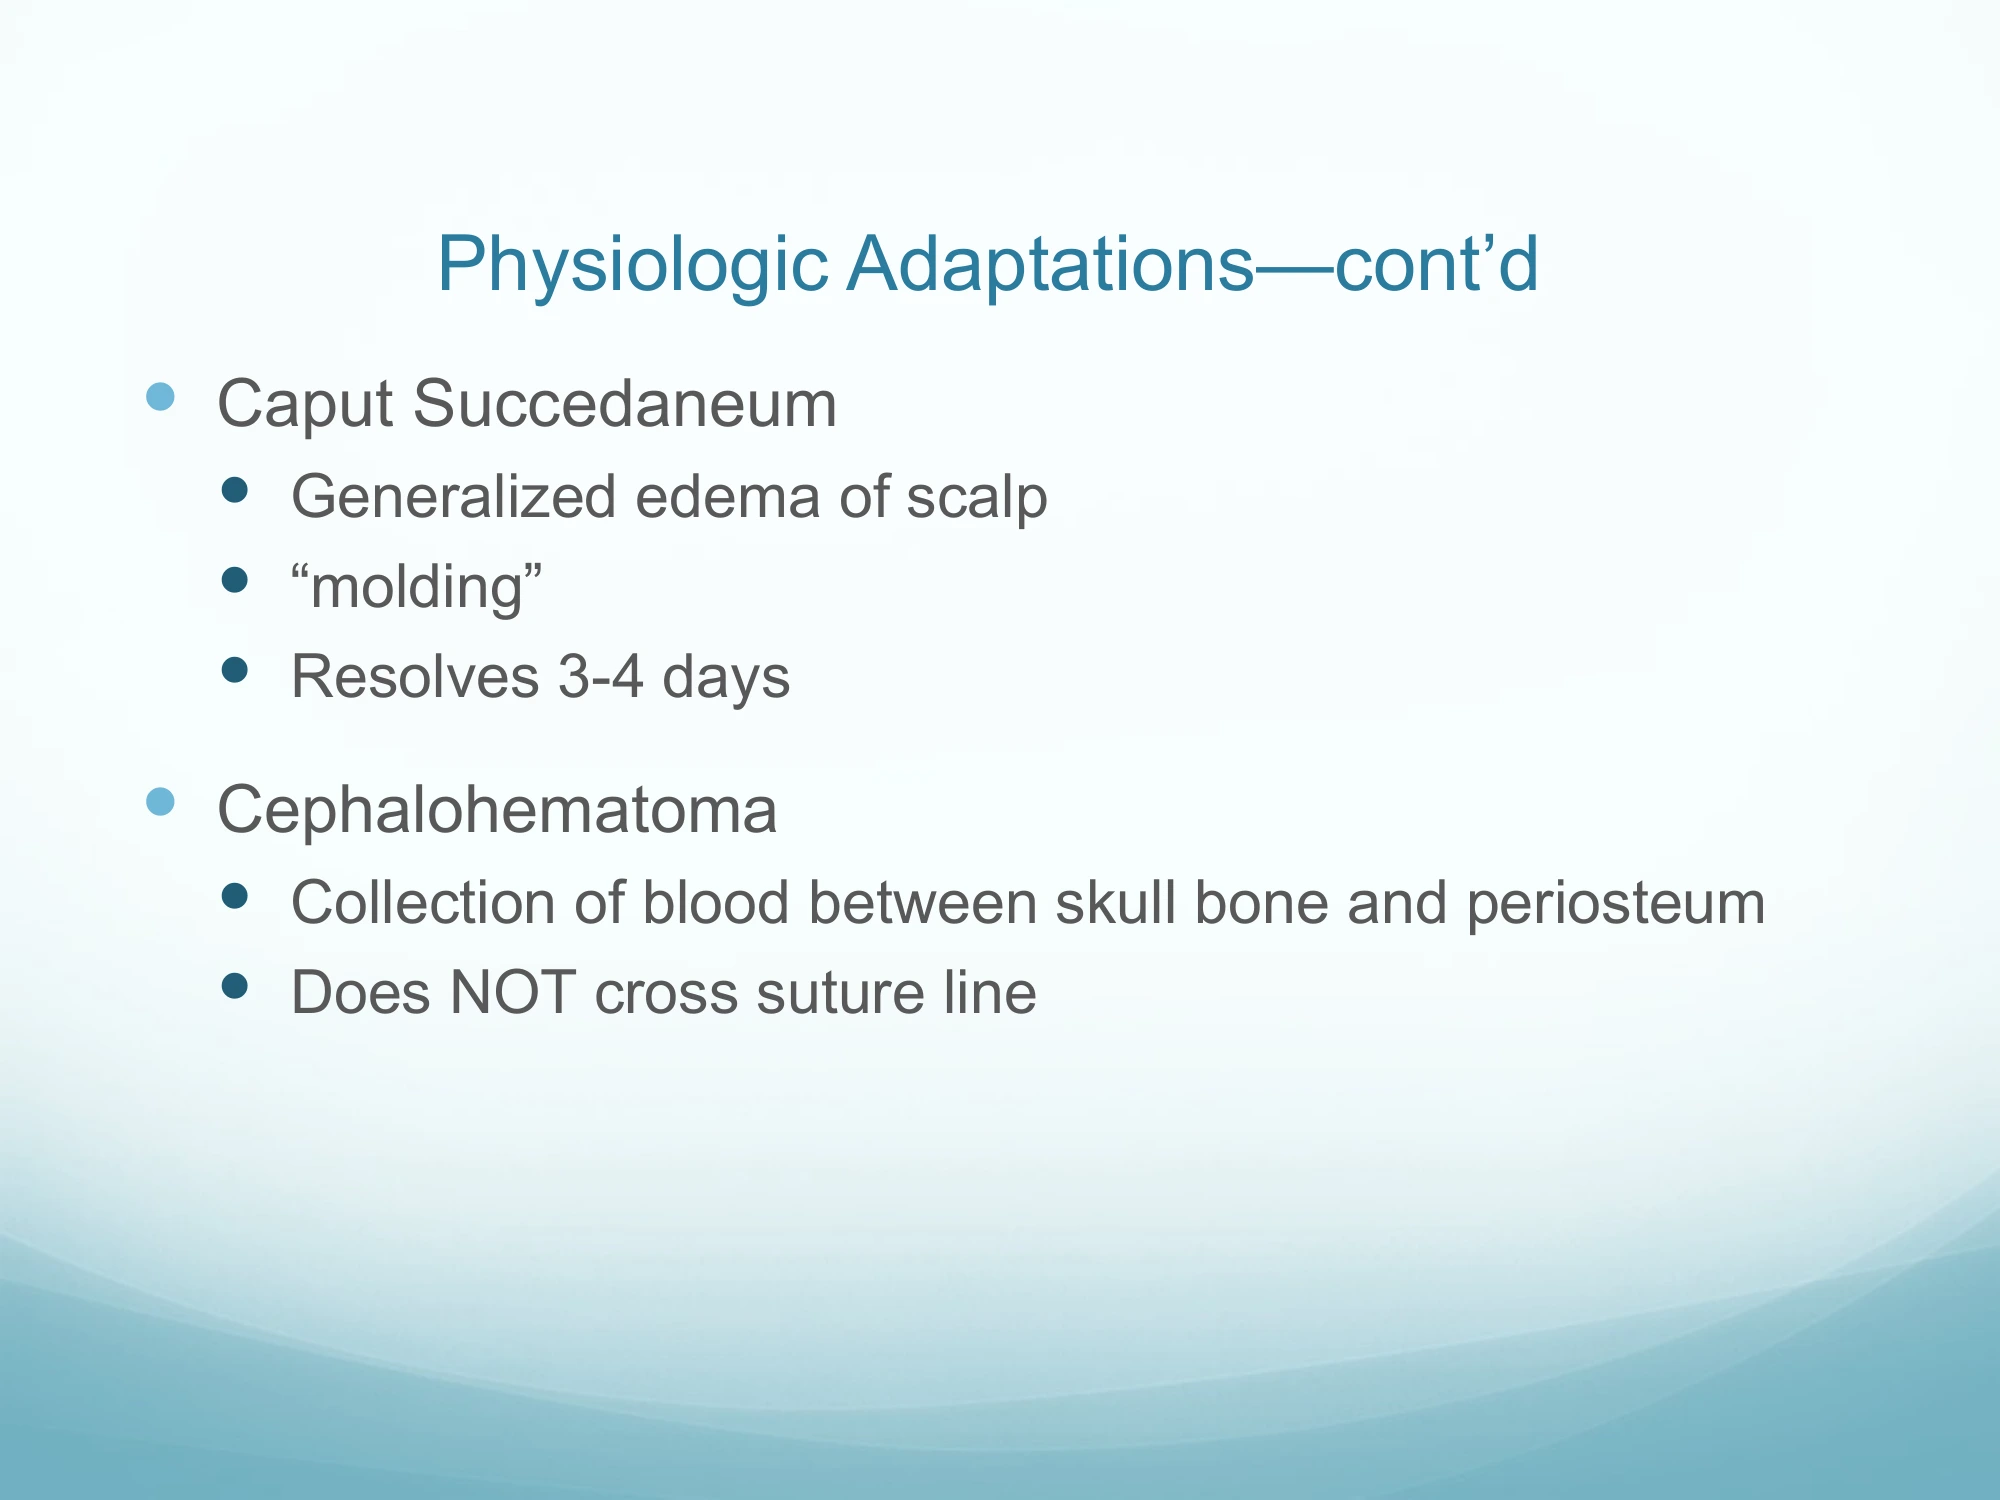 Physiologic Adaptations—cont’d
• Caput Succedaneum
• Generalized edema of scalp
• “molding”
• Resolves 3-4 days
• Cephalohematoma
• Collection of blood between skull bone and periosteum
• Does NOT cross suture line